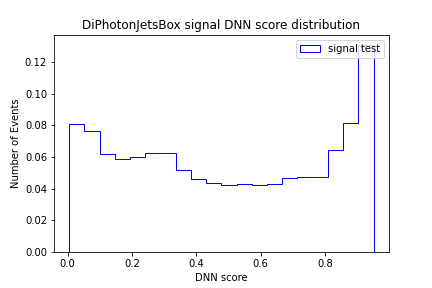 DiPhotonJetsBox signal DNN score distribution
signal test
Number of Events
0.12
0.10
0.08
0.06
0.04
0.02
0.00
0.0 0.2 0.4 0.6 0.8
DNN score